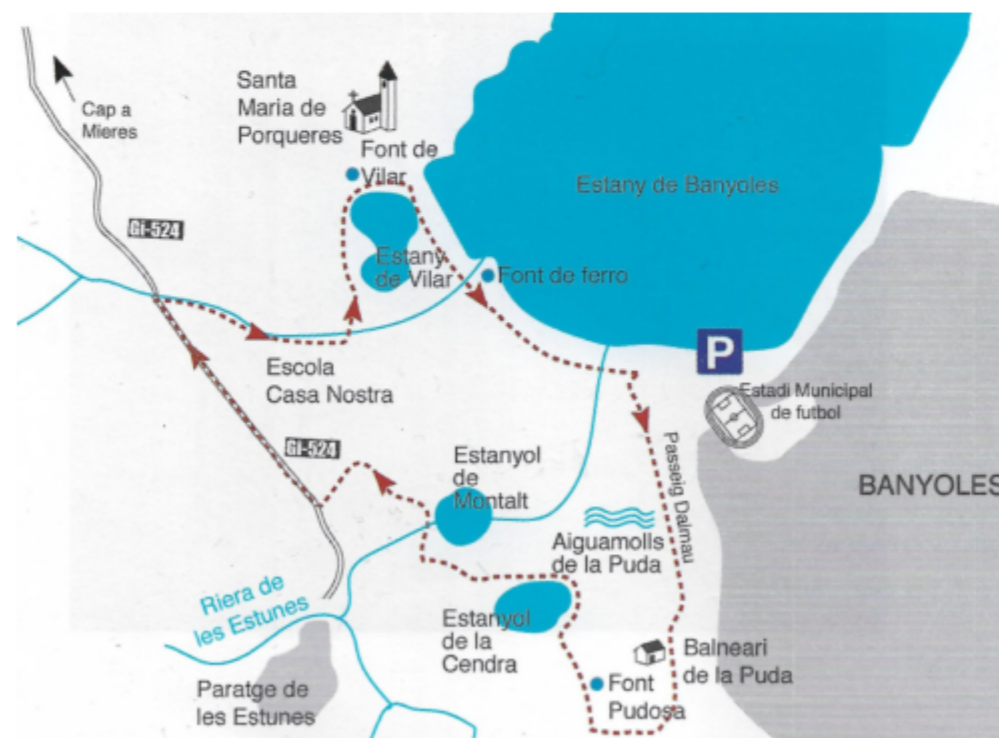 Santa
Maria de
Porqueres
Cap a
Mieres
Font de
Vilar
Estany de Banyoles
Gi-524
Estany
de Vilar
Font de ferro
Escola
Casa Nostra
P
Estadi Municipal
de futbol
Gi-524
Estanyol
de
Montalt
Passeig Dalmau
BANYOLES
Aiguamolls
de la Puda
Riera de
les Estunes
Estanyol
de la
Cendra
Balneari
de la Puda
Font
Pudosa
Paratge de
les Estunes